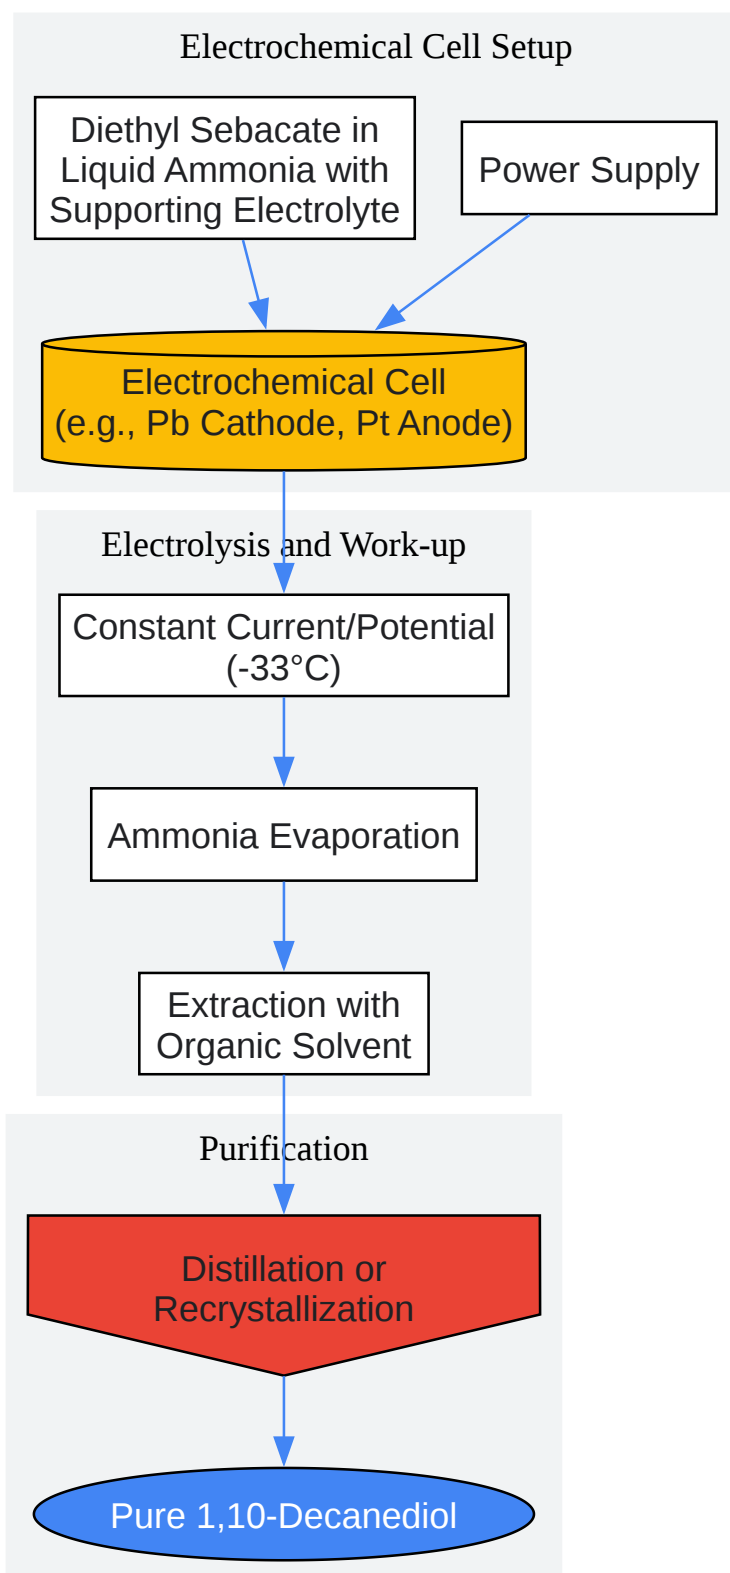 Electrochemical Cell Setup
Diethyl Sebacate in
Liquid Ammonia with
Supporting Electrolyte
Power Supply
Electrochemical Cell
(e.g., Pb Cathode, Pt Anode)
Electrolysis and Work-up
Constant Current/Potential
(-33°C)
Ammonia Evaporation
Extraction with
Organic Solvent
Purification
Distillation or
Recrystallization
Pure 1,10-Decanediol